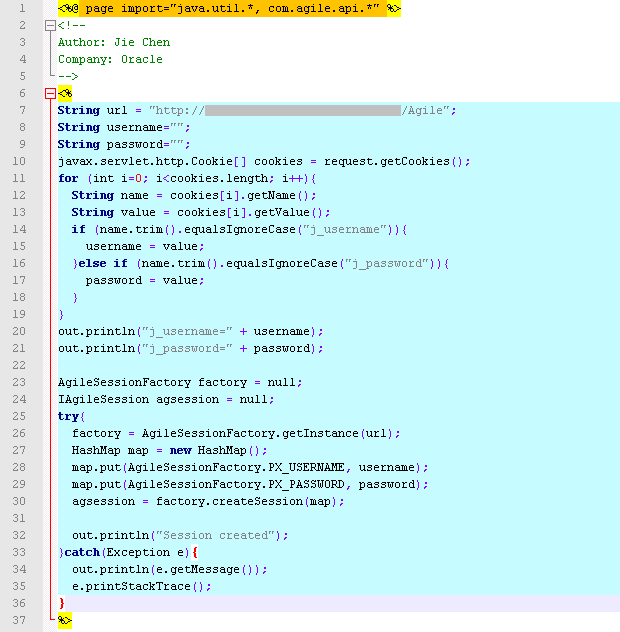 1 <%@ page import="java.util.*, com.agile.api.*" %>
2 <!--
3 Author: Jie Chen
4 Company: Oracle
5 -->
6 <%
7 String url = "http:///Agile";
8 String username="";
9 String password="";
10 javax.servlet.http.Cookie[] cookies = request.getCookies();
11 for (int i=0; i<cookies.length; i++){
12 String name = cookies[i].getName();
13 String value = cookies[i].getValue();
14 if (name.trim().equalsIgnoreCase("j_username")){
15 username = value;
16 }else if (name.trim().equalsIgnoreCase("j_password")){
17 password = value;
18 }
19 }
20 out.println("j_username=" + username);
21 out.println("j_password=" + password);
22
23 AgileSessionFactory factory = null;
24 IAgileSession agsession = null;
25 try{
26 factory = AgileSessionFactory.getInstance(url);
27 HashMap map = new HashMap();
28 map.put(AgileSessionFactory.PX_USERNAME, username);
29 map.put(AgileSessionFactory.PX_PASSWORD, password);
30 agsession = factory.createSession(map);
31
32 out.println("Session created");
33 }catch(Exception e){
34 out.println(e.getMessage());
35 e.printStackTrace();
36 }
37 %>